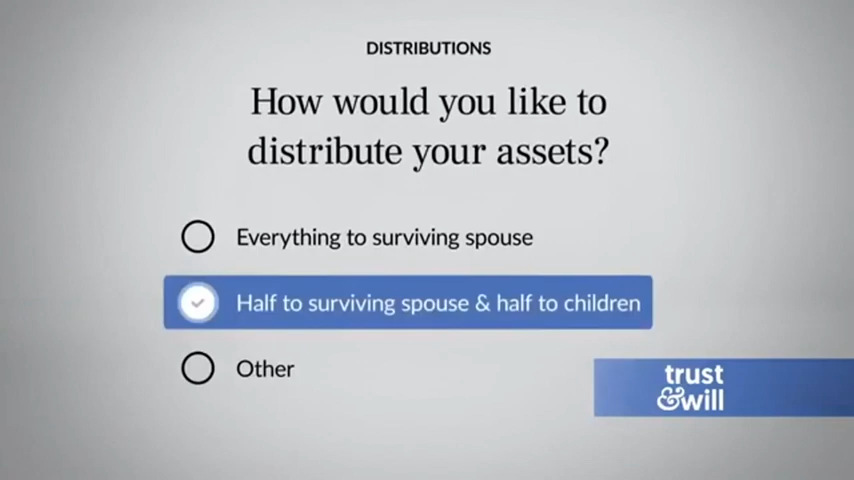 DISTRIBUTIONS
How would you like to
distribute your assets?
Everything to surviving spouse
Half to surviving spouse & half to children
Other
trust
&will